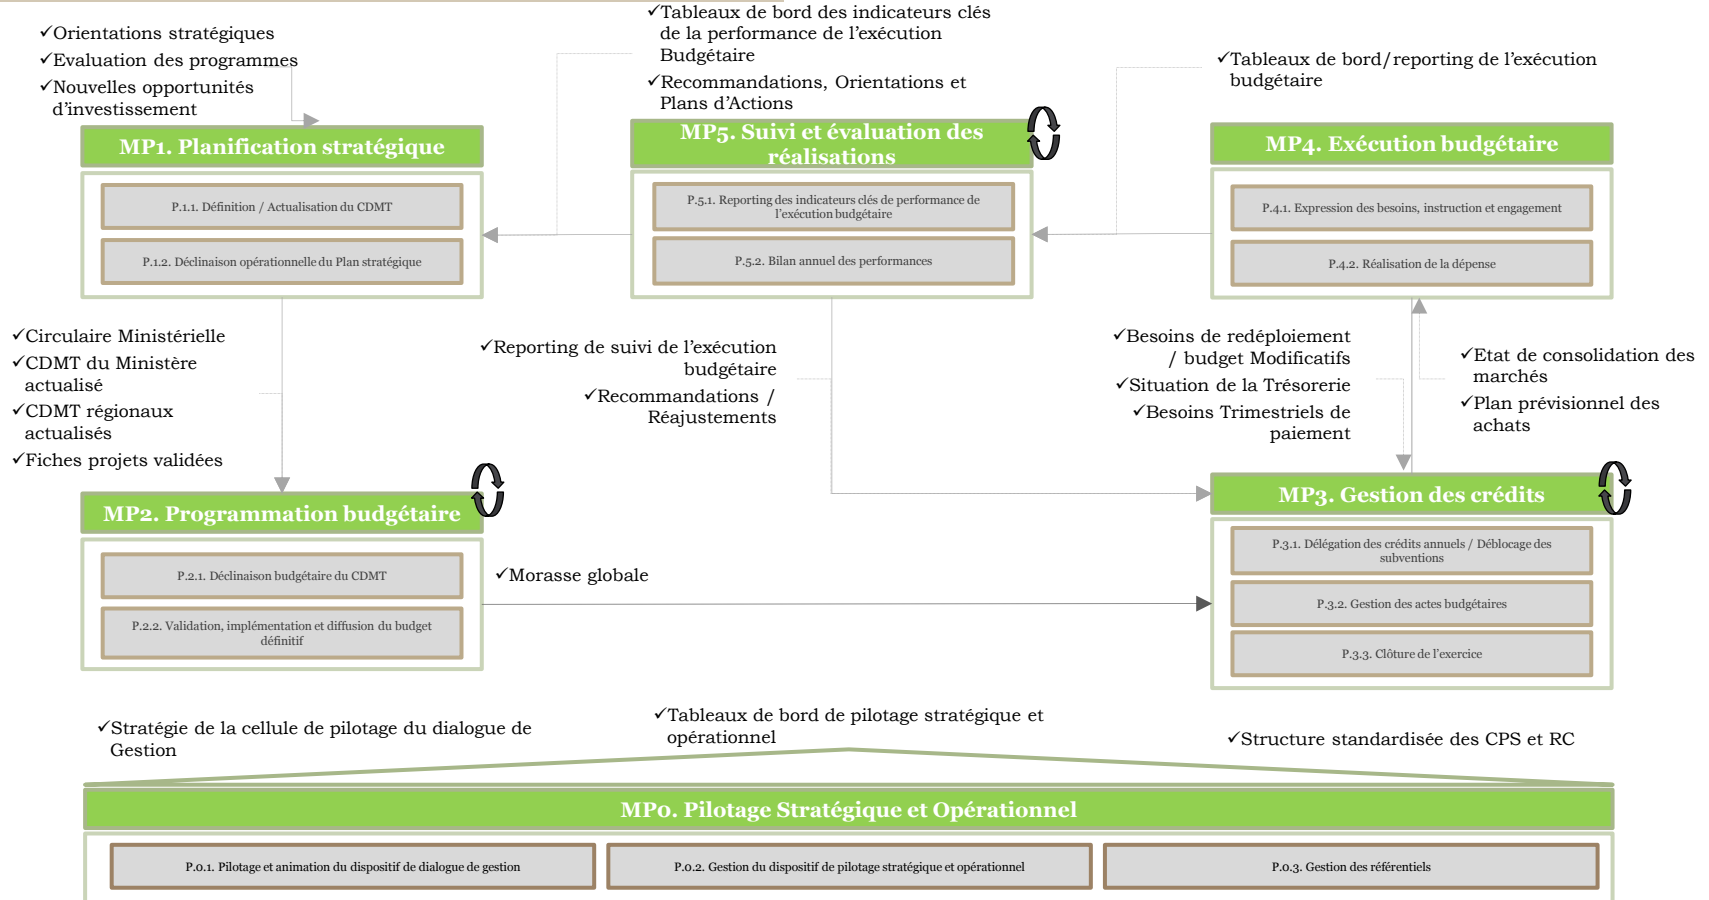 ✓Orientations stratégiques
✓Evaluation des programmes
✓Nouvelles opportunités
d’investissement
✓Tableaux de bord des indicateurs clés
de la performance de l’exécution
Budgétaire
✓Recommandations, Orientations et
Plans d’Actions
✓Tableaux de bord/reporting de l’exécution
budgétaire
MP1. Planification stratégique
P.1.1. Définition / Actualisation du CDMT
P.1.2. Déclinaison opérationnelle du Plan stratégique
MP5. Suivi et évaluation des
réalisations
P.5.1. Reporting des indicateurs clés de performance de
l’exécution budgétaire
P.5.2. Bilan annuel des performances
MP4. Exécution budgétaire
P.4.1. Expression des besoins, instruction et engagement
P.4.2. Réalisation de la dépense
✓Circulaire Ministérielle
✓CDMT du Ministère
actualisé
✓CDMT régionaux
actualisés
✓Fiches projets validées
✓Reporting de suivi de l’exécution
budgétaire
✓Recommandations /
Réajustements
✓Besoins de redéploiement
/ budget Modificatifs
✓Situation de la Trésorerie
✓Besoins Trimestriels de
paiement
✓Etat de consolidation des
marchés
✓Plan prévisionnel des
achats
MP2. Programmation budgétaire
P.2.1. Déclinaison budgétaire du CDMT
P.2.2. Validation, implémentation et diffusion du budget
définitif
✓Morasse globale
MP3. Gestion des crédits
P.3.1. Délégation des crédits annuels / Déblocage des
subventions
P.3.2. Gestion des actes budgétaires
P.3.3. Clôture de l’exercice
✓Stratégie de la cellule de pilotage du dialogue de
Gestion
✓Tableaux de bord de pilotage stratégique et
opérationnel
✓Structure standardisée des CPS et RC
MP0. Pilotage Stratégique et Opérationnel
P.0.1. Pilotage et animation du dispositif de dialogue de gestion
P.0.2. Gestion du dispositif de pilotage stratégique et opérationnel
P.0.3. Gestion des référentiels